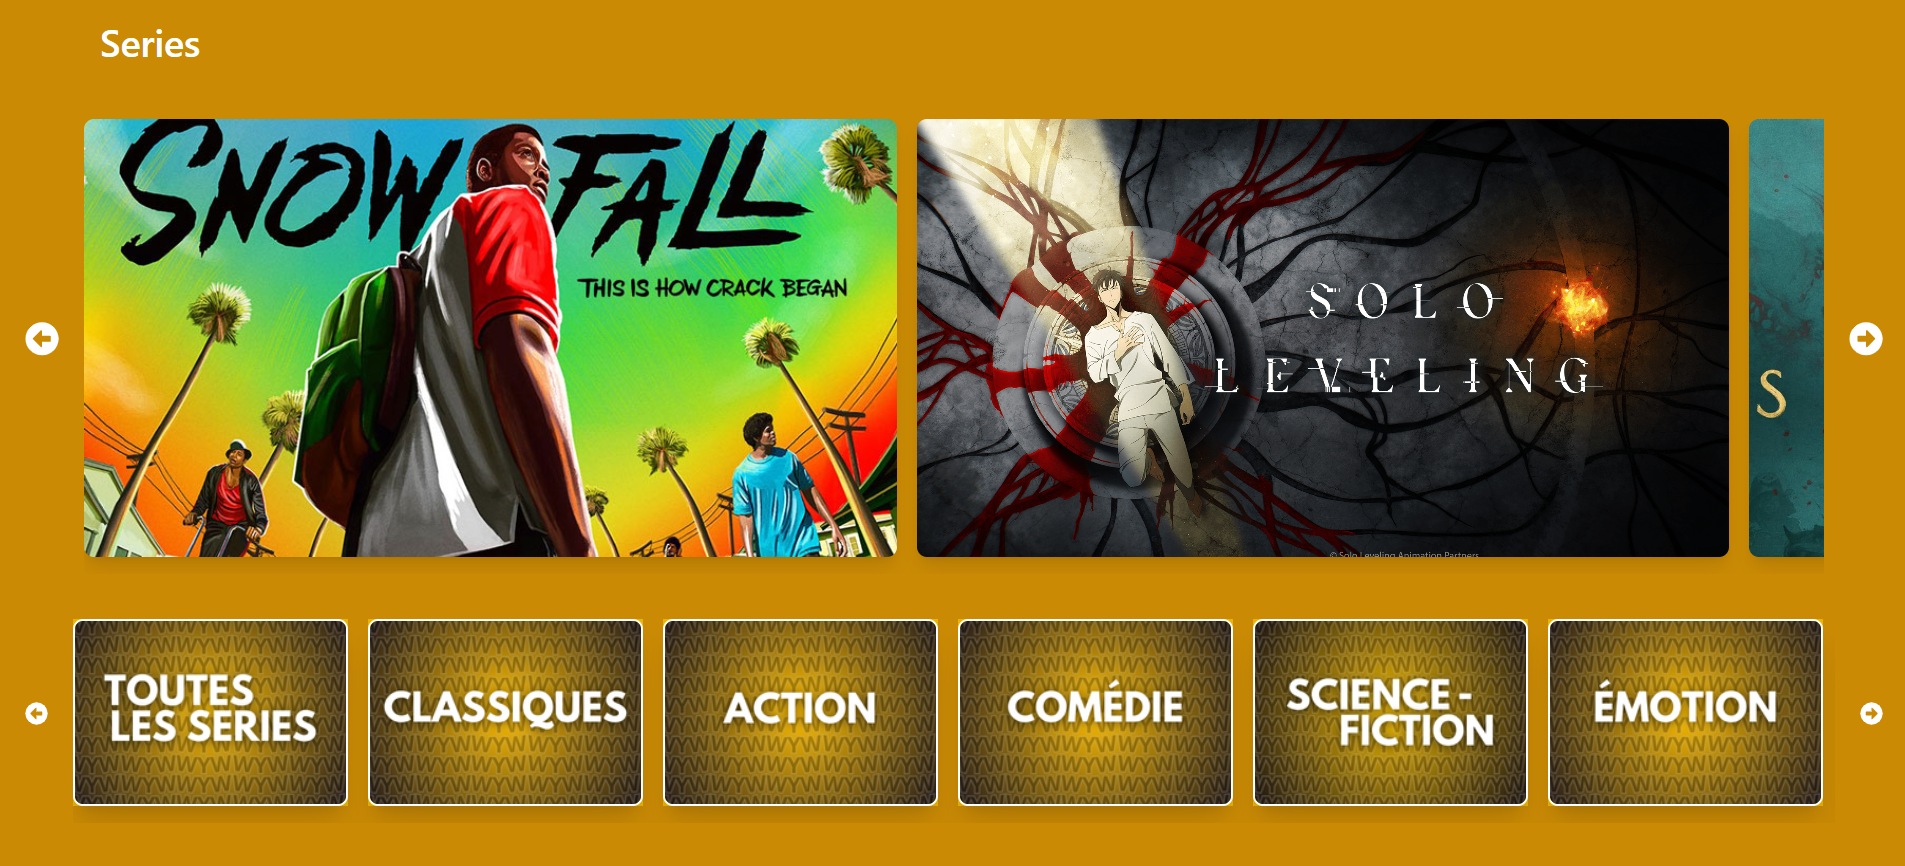 Series
SNOWFALL
THIS IS HOW CRACK BEGAN
SOLO
LEVELING
© Solo Leveling Animation Partners
S
TOUTES
LES SERIES
CLASSIQUES
ACTION
COMÉDIE
SCIENCE -
FICTION
ÉMOTION